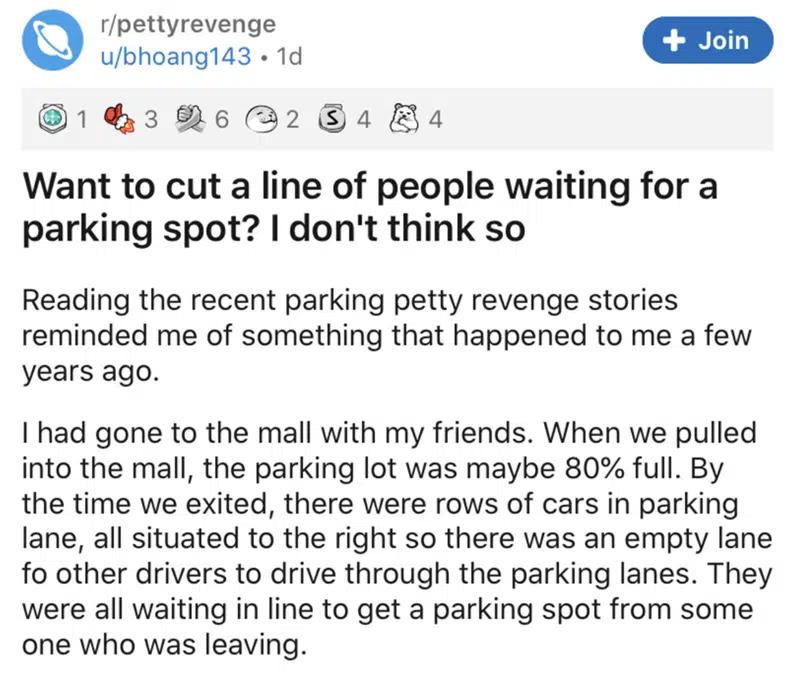 r/pettyrevenge
u/bhoang143 • 1d
+ Join
1 3 6 2 S 4 4
Want to cut a line of people waiting for a
parking spot? I don't think so
Reading the recent parking petty revenge stories
reminded me of something that happened to me a few
years ago.
I had gone to the mall with my friends. When we pulled
into the mall, the parking lot was maybe 80% full. By
the time we exited, there were rows of cars in parking
lane, all situated to the right so there was an empty lane
fo other drivers to drive through the parking lanes. They
were all waiting in line to get a parking spot from some
one who was leaving.